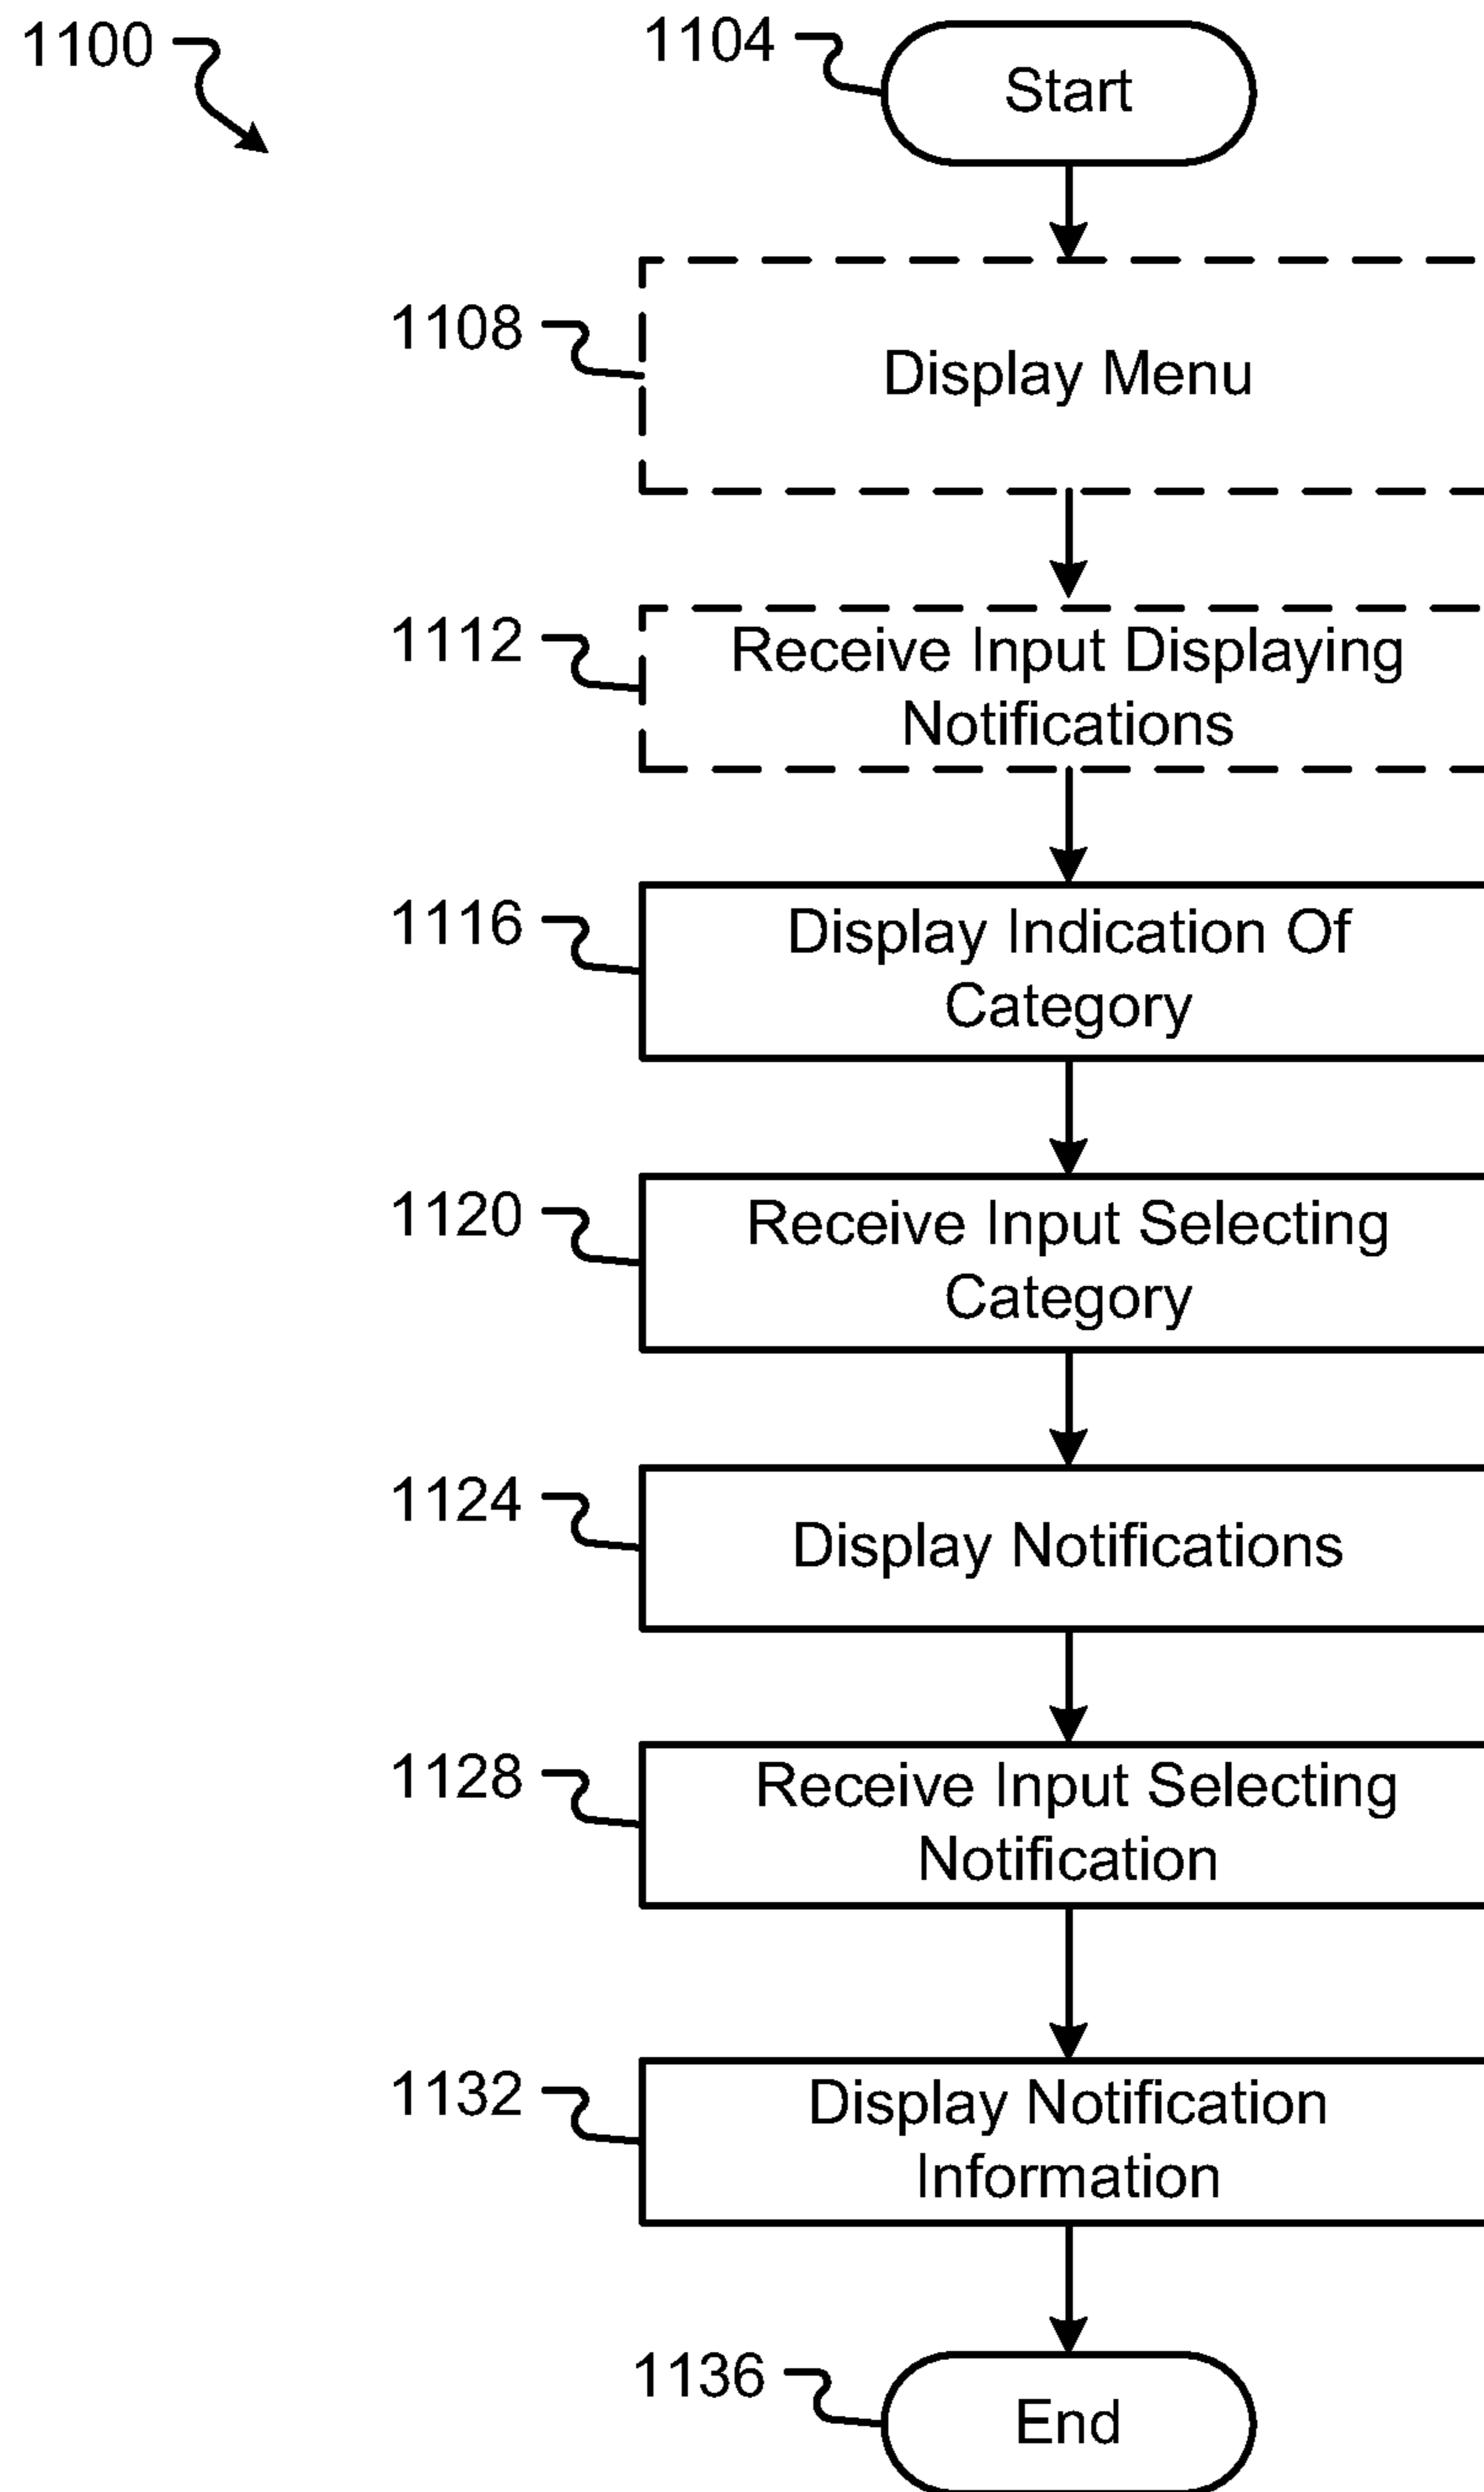 1100
1104
Start
1108
Display Menu
1112
Receive Input Displaying
Notifications
1116
Display Indication Of
Category
1120
Receive Input Selecting
Category
1124
Display Notifications
1128
Receive Input Selecting
Notification
1132
Display Notification
Information
1136
End